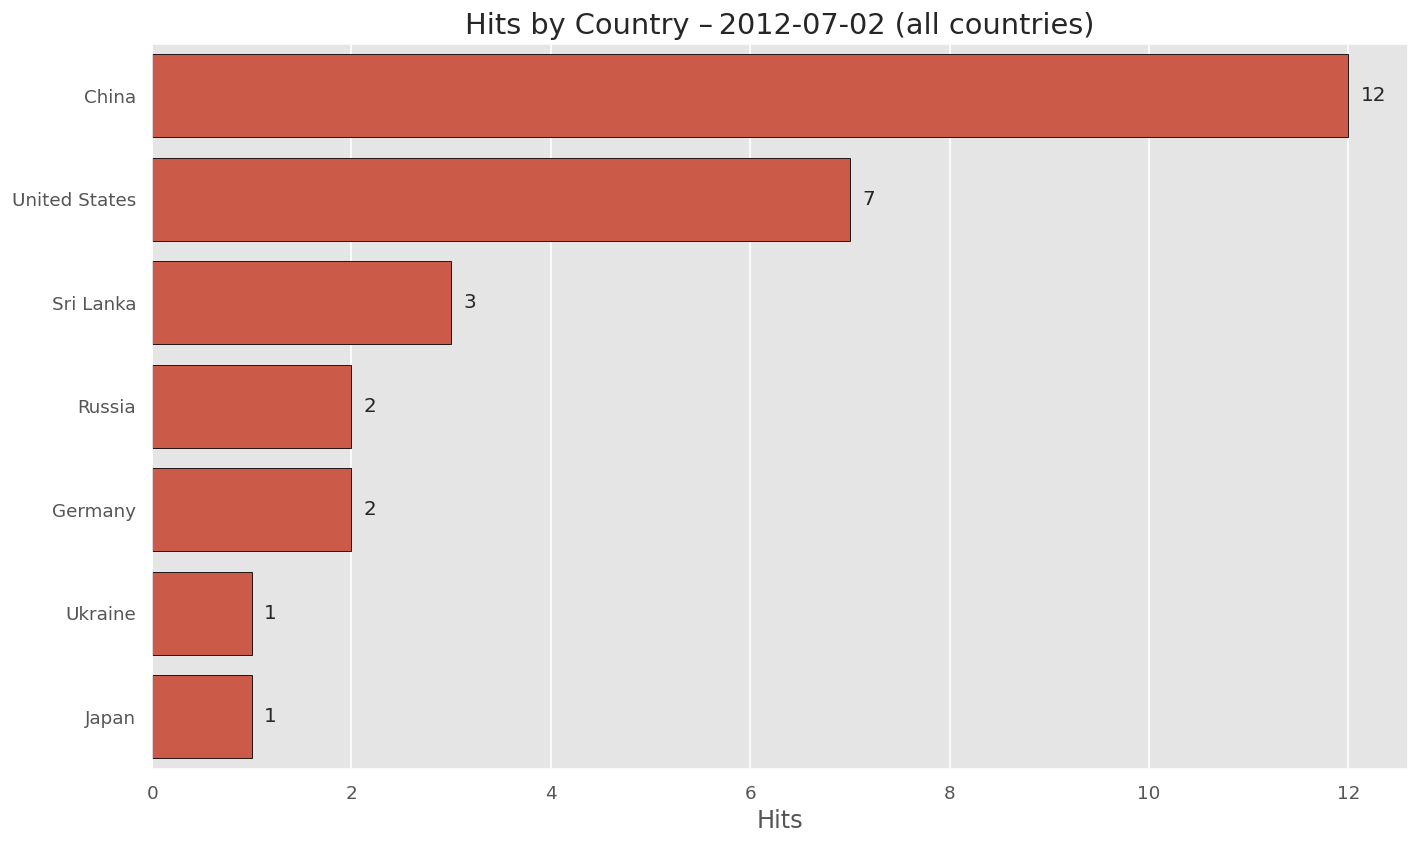 Hits by Country – 2012-07-02 (all countries)
China
12
United States
7
Sri Lanka
3
Russia
2
Germany
2
Ukraine
1
Japan
1
0 2 4 6 8 10 12
Hits